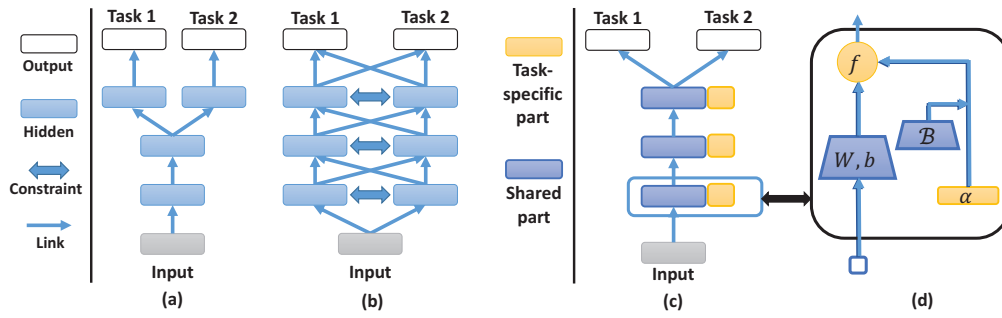 Output
Hidden
Constraint
Link
Task 1 Task 2
Input
(a)
Task 1 Task 2
Input
(b)
Task-
specific
part
Shared
part
Task 1 Task 2
Input
(c)
f
B
W, b
α
(d)